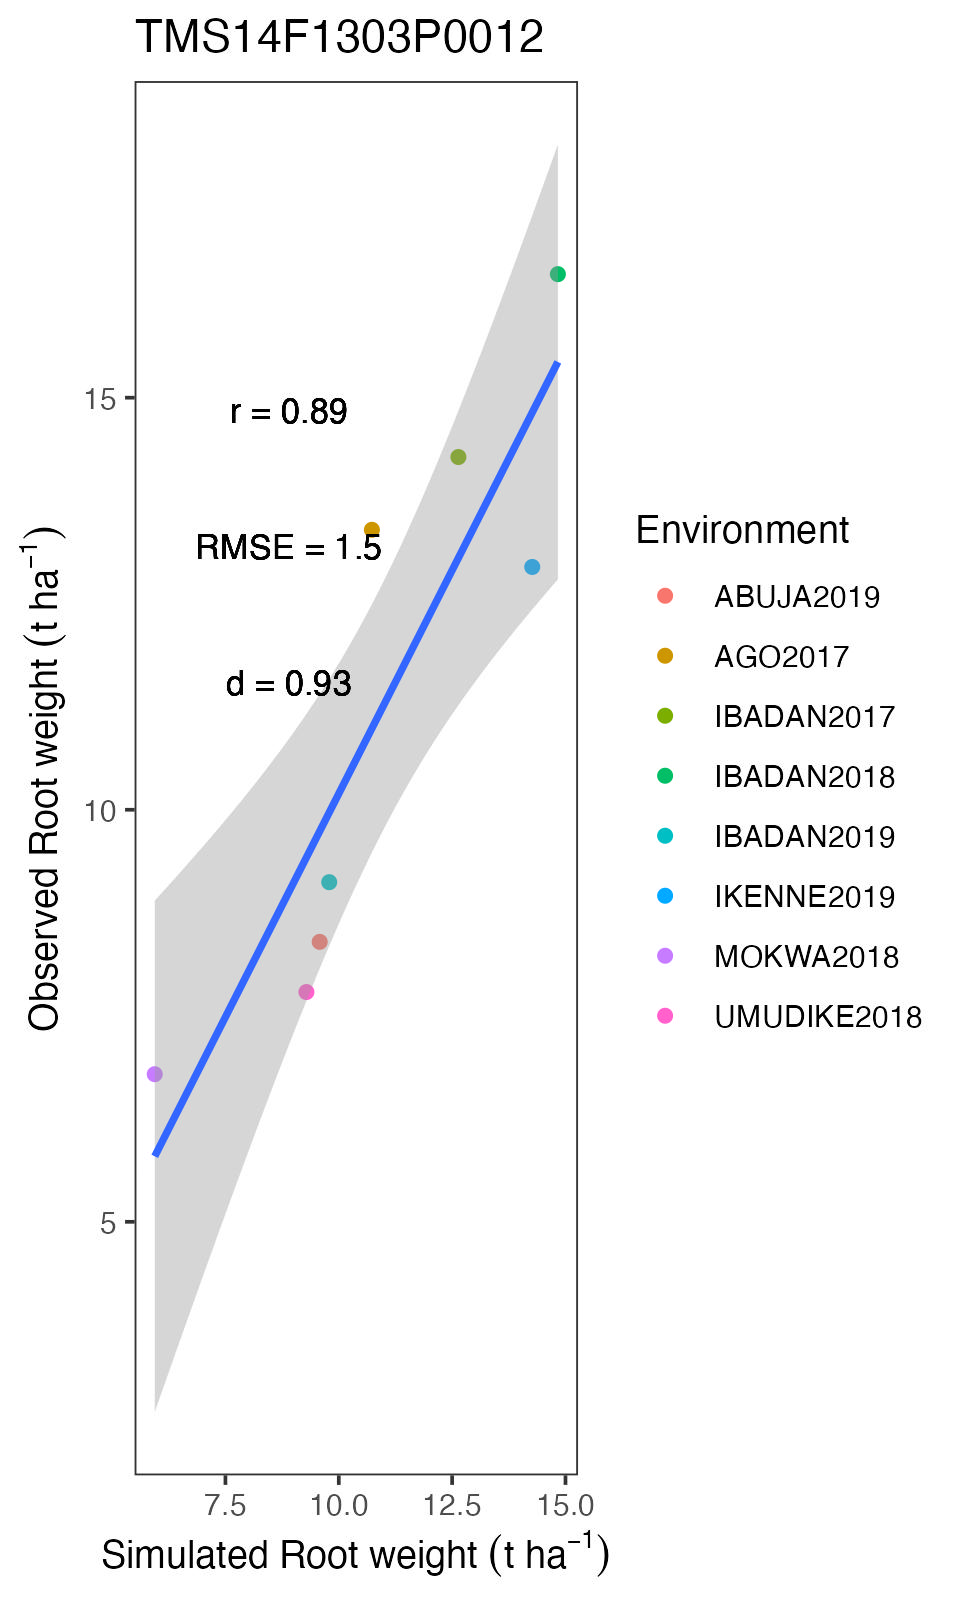 TMS14F1303P0012
Observed Root weight (t ha⁻¹)
15
10
5
r = 0.89
RMSE = 1.5
d = 0.93
7.5 10.0 12.5 15.0
Simulated Root weight (t ha⁻¹)
Environment
ABUJA2019
AGO2017
IBADAN2017
IBADAN2018
IBADAN2019
IKENNE2019
MOKWA2018
UMUDIKE2018